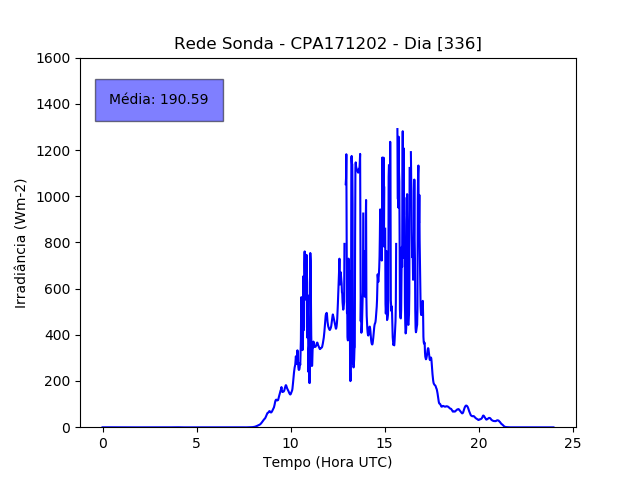 Rede Sonda - CPA171202 - Dia [336]
Média: 190.59
Irradiância (Wm-2)
1600
1400
1200
1000
800
600
400
200
0
0 5 10 15 20 25
Tempo (Hora UTC)